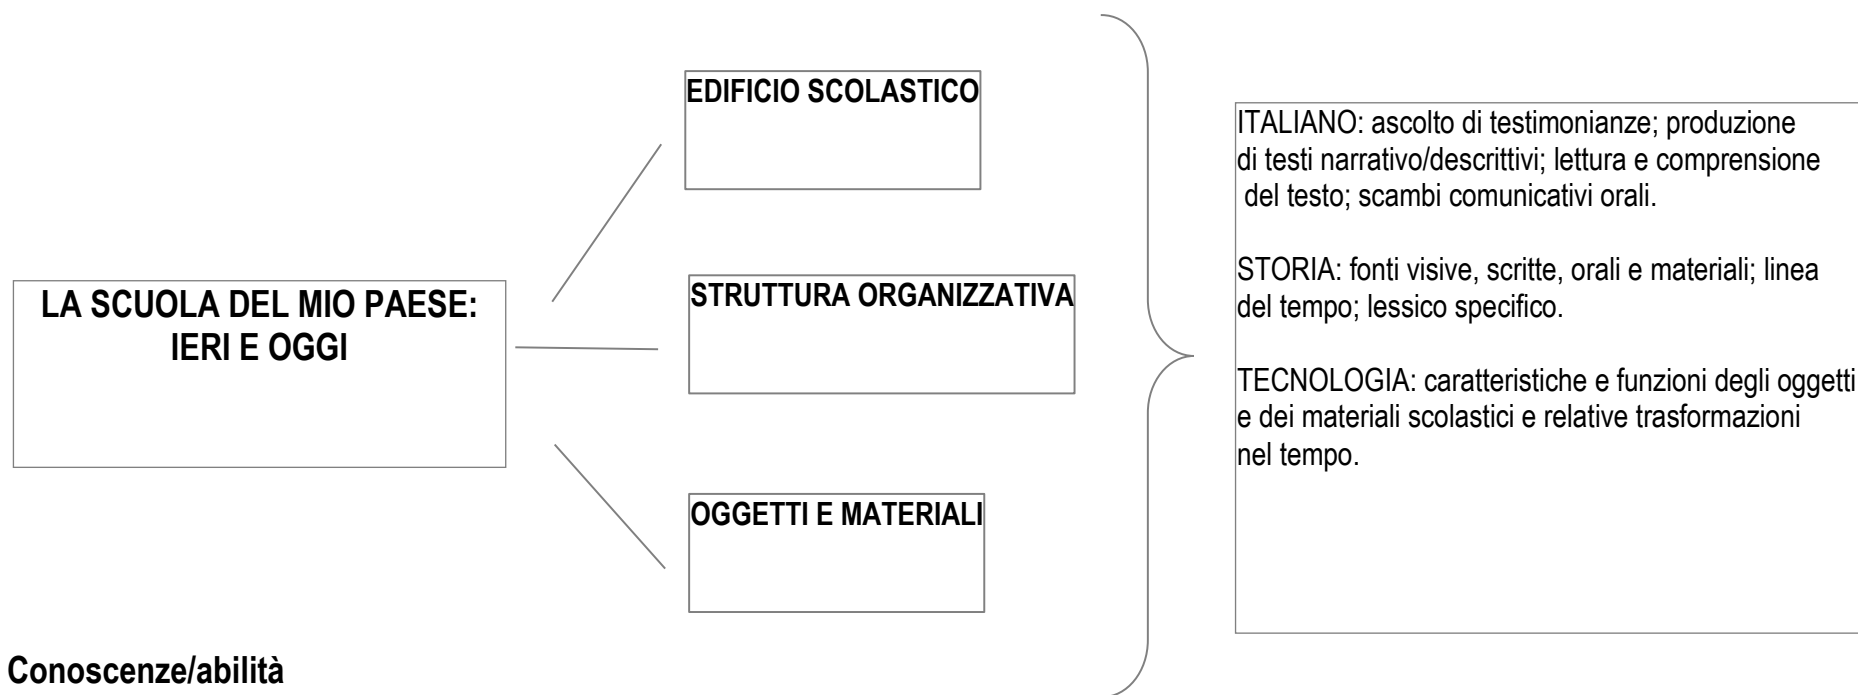 LA SCUOLA DEL MIO PAESE:
IERI E OGGI
EDIFICIO SCOLASTICO
STRUTTURA ORGANIZZATIVA
OGGETTI E MATERIALI
ITALIANO: ascolto di testimonianze; produzione
di testi narrativo/descrittivi; lettura e comprensione
del testo; scambi comunicativi orali.
STORIA: fonti visive, scritte, orali e materiali; linea
del tempo; lessico specifico.
TECNOLOGIA: caratteristiche e funzioni degli oggetti
e dei materiali scolastici e relative trasformazioni
nel tempo.
Conoscenze/abilità